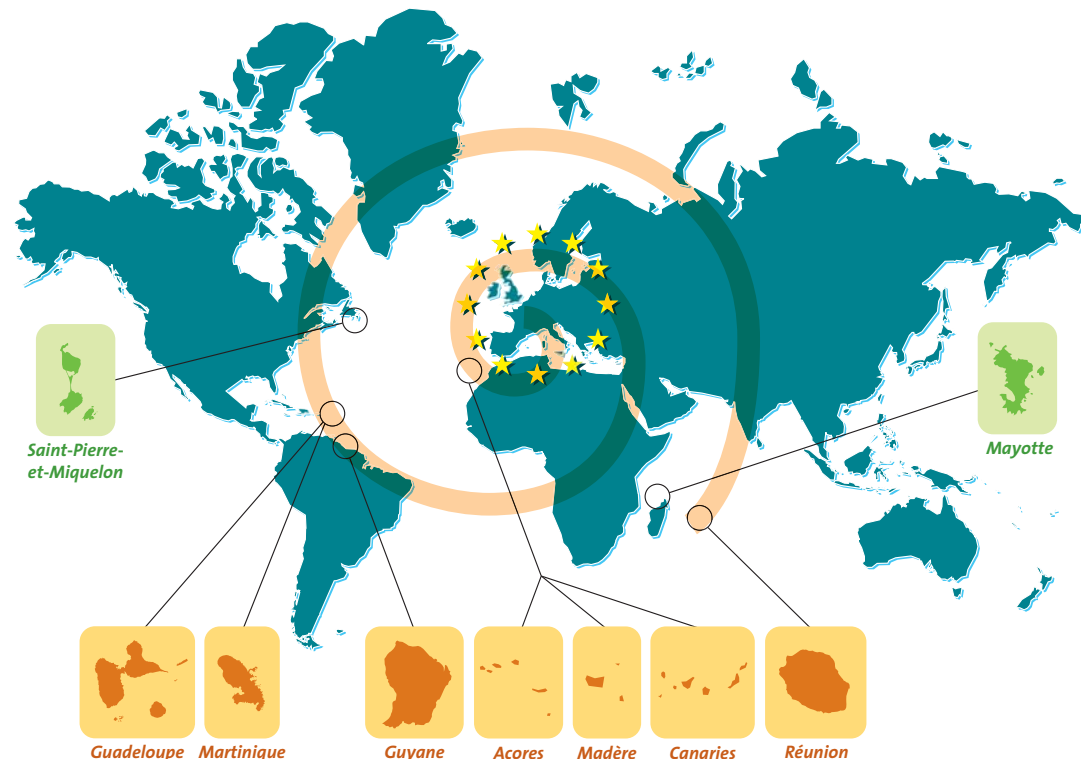 Saint-Pierre-
et-Miquelon
Mayotte
Guadeloupe
Martinique
Guyane
Acores
Madère
Canaries
Réunion